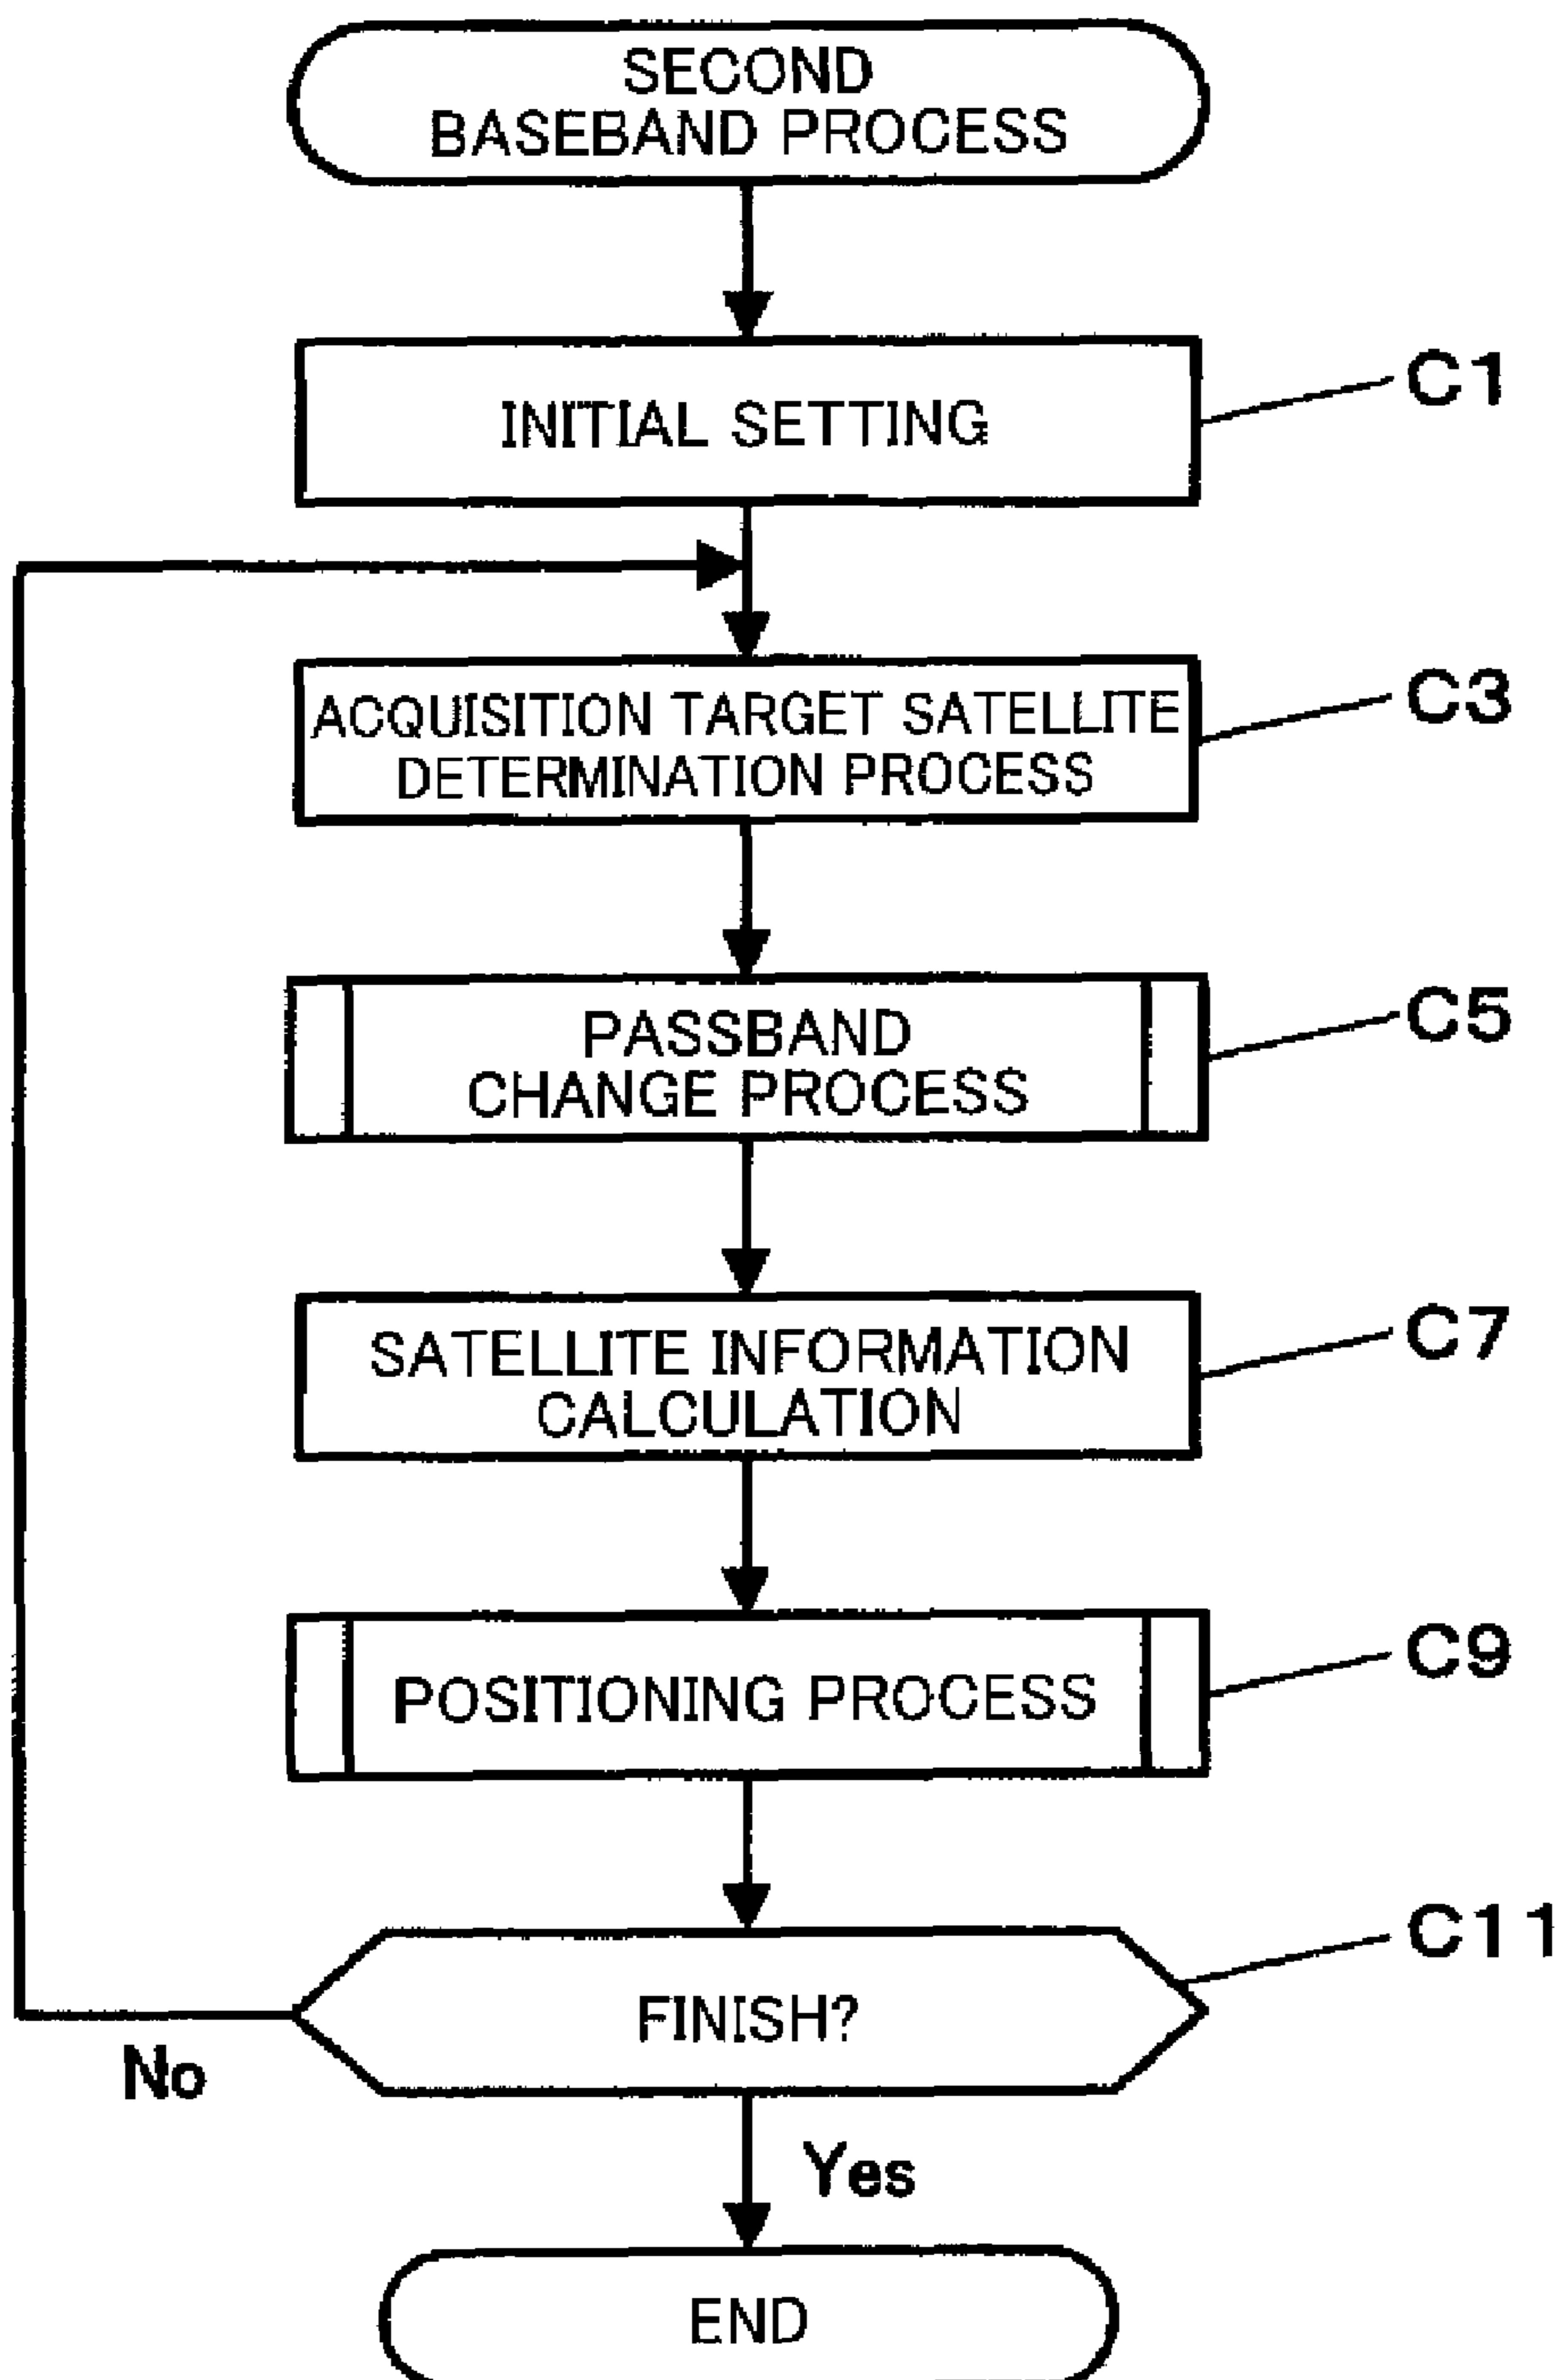 SECOND
BASEBAND PROCESS
INITIAL SETTING
C1
ACQUISITION TARGET SATELLITE
DETERMINATION PROCESS
C3
PASSBAND
CHANGE PROCESS
C5
SATELLITE INFORMATION
CALCULATION
C7
POSITIONING PROCESS
C9
FINISH?
C11
No
Yes
END